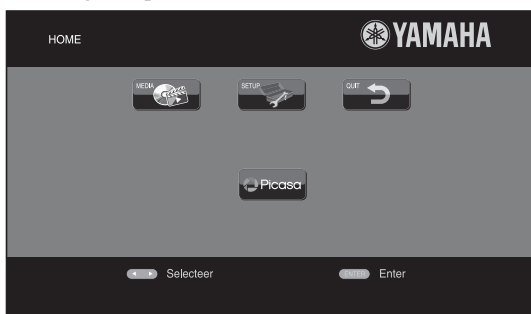 HOME
YAMAHA
MEDIA
SETUP
QUIT
Picasa
Selecteer
ENTER Enter